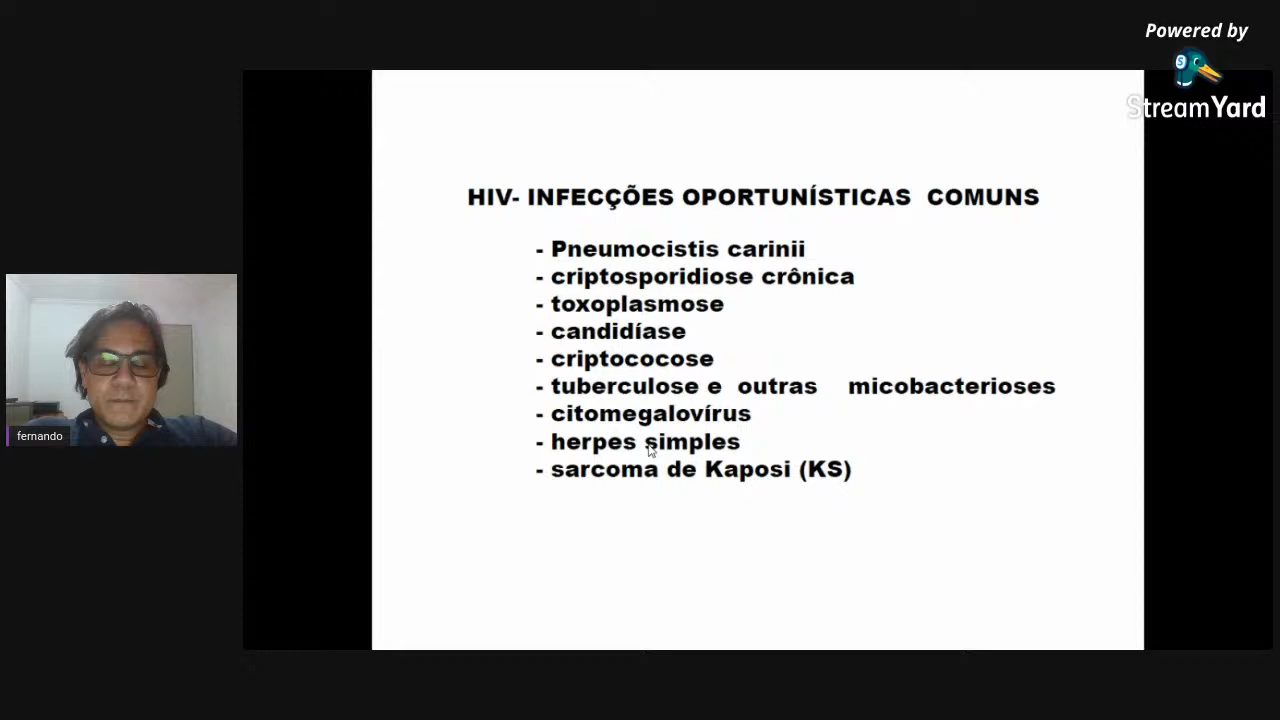 Powered by
StreamYard
HIV- INFECÇÕES OPORTUNÍSTICAS COMUNS
- Pneumocistis carinii
- criptosporidiose crônica
- toxoplasmose
- candidíase
- criptococose
- tuberculose e outras micobacterioses
- citomegalovírus
- herpes simples
- sarcoma de Kaposi (KS)
fernando